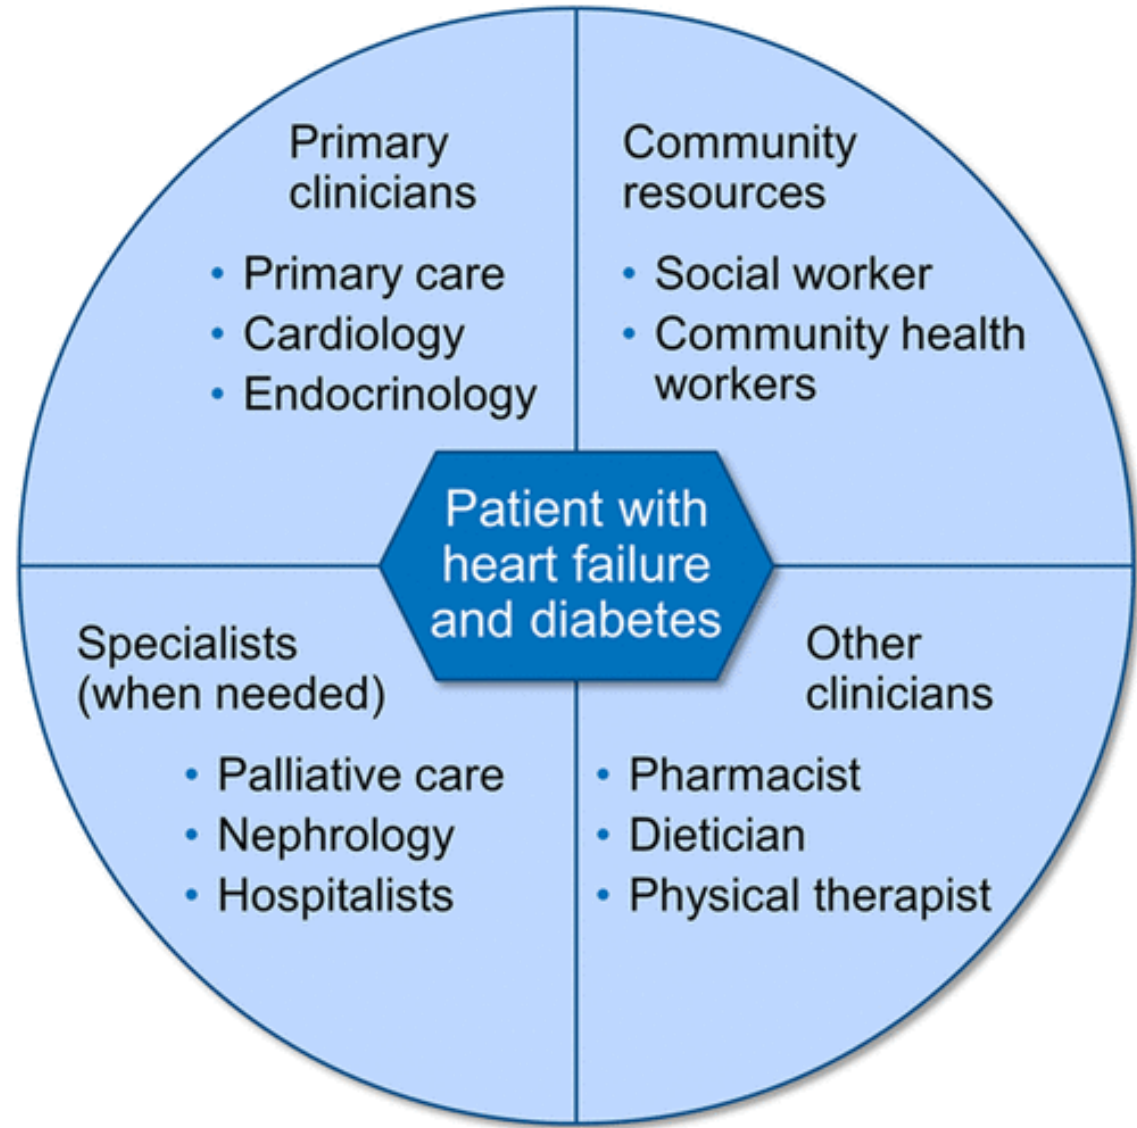 Primary
clinicians
• Primary care
• Cardiology
• Endocrinology
Community
resources
• Social worker
• Community health
workers
Patient with
heart failure
and diabetes
Specialists
(when needed)
• Palliative care
• Nephrology
• Hospitalists
Other
clinicians
• Pharmacist
• Dietician
• Physical therapist